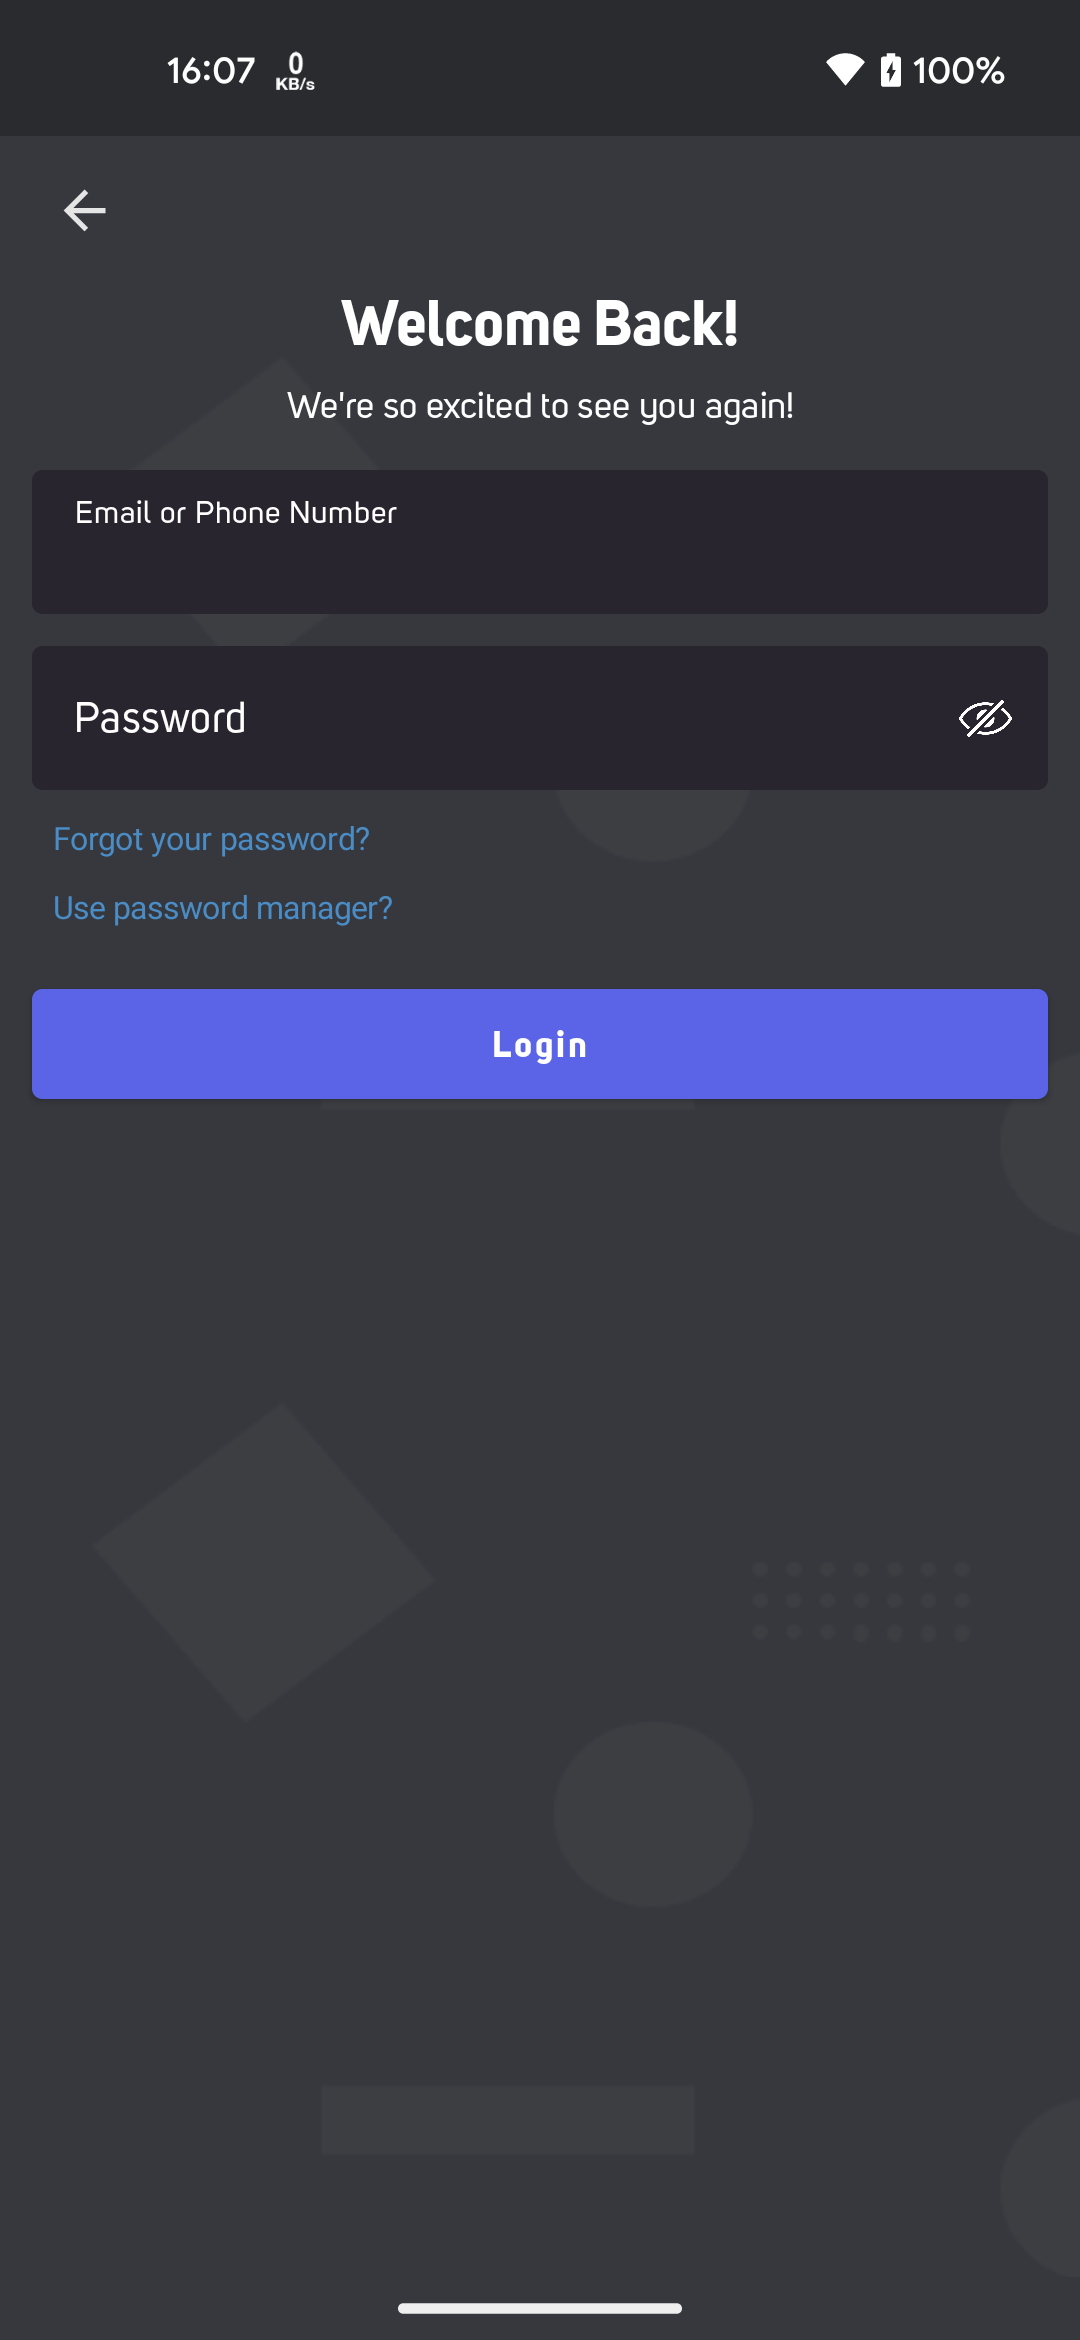 16:07 0 KB/s 100%
Welcome Back!
We're so excited to see you again!
Email or Phone Number
Password
Forgot your password?
Use password manager?
Login